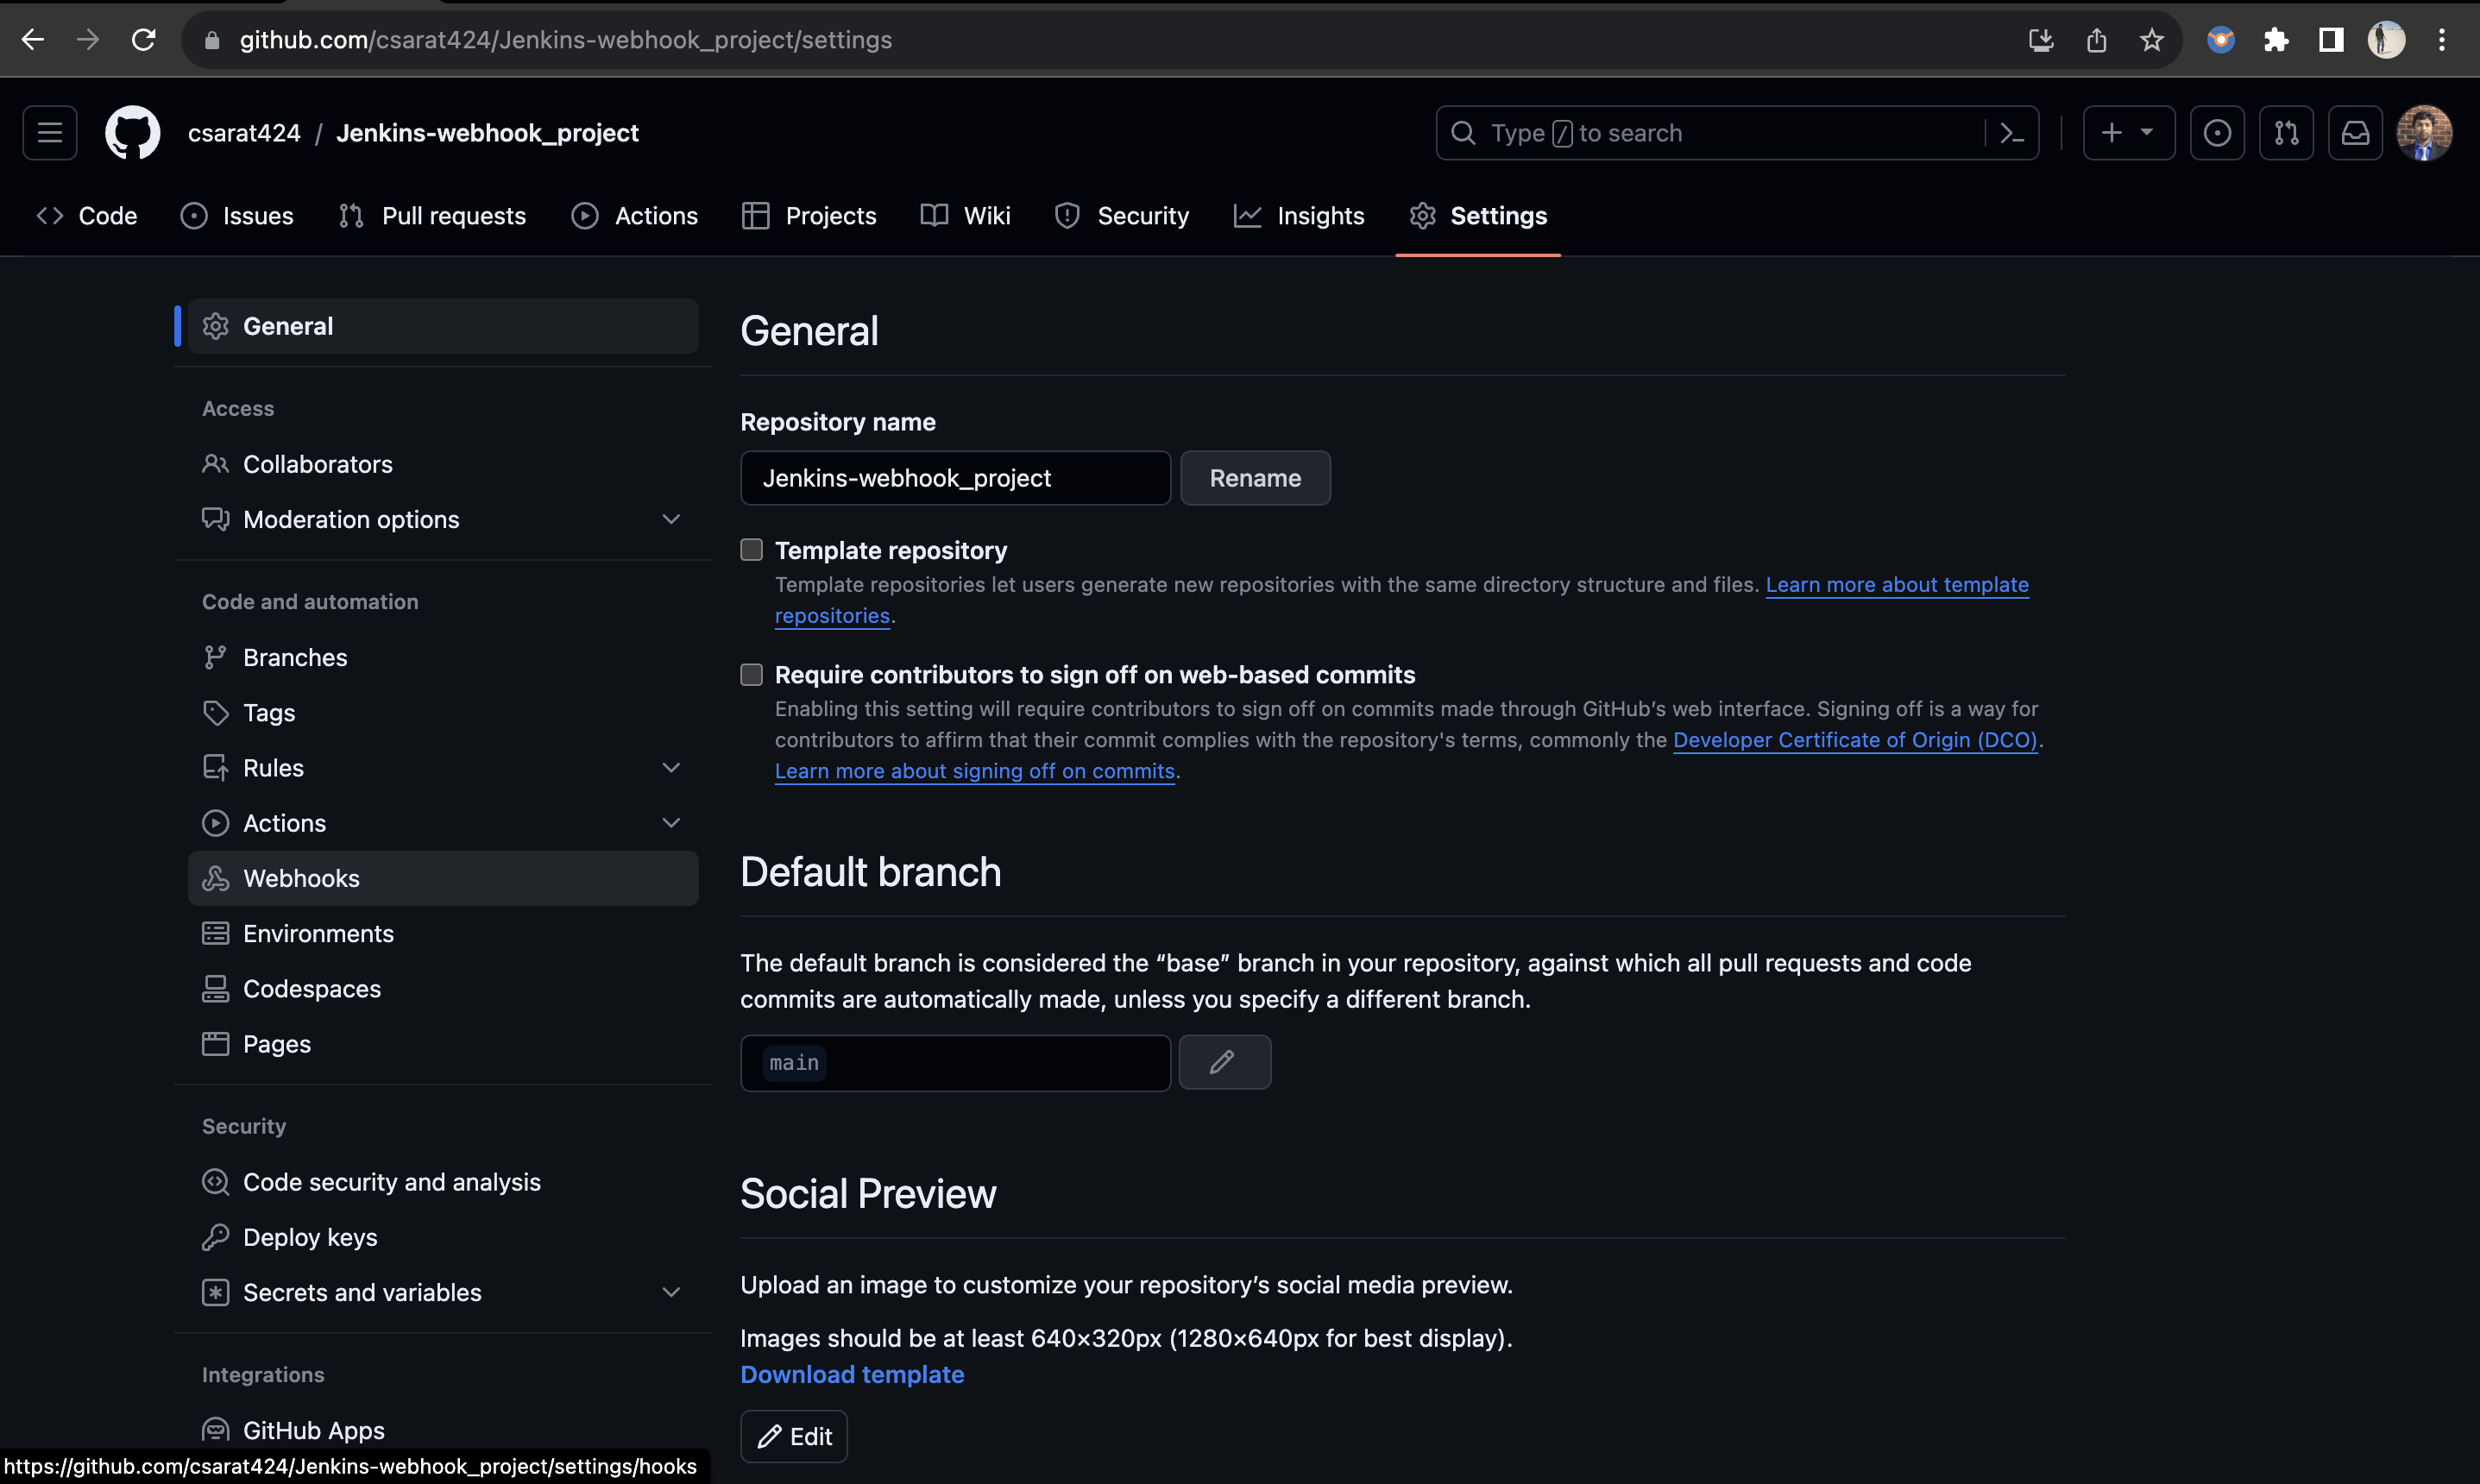 github.com/csarat424/Jenkins-webhook_project/settings
csarat424 / Jenkins-webhook_project
Type / to search
Code Issues Pull requests Actions Projects Wiki Security Insights Settings
General
Access
Collaborators
Moderation options
Code and automation
Branches
Tags
Rules
Actions
Webhooks
Environments
Codespaces
Pages
Security
Code security and analysis
Deploy keys
Secrets and variables
Integrations
GitHub Apps
General
Repository name
Jenkins-webhook_project Rename
Template repository
Template repositories let users generate new repositories with the same directory structure and files. Learn more about template
repositories.
Require contributors to sign off on web-based commits
Enabling this setting will require contributors to sign off on commits made through GitHub’s web interface. Signing off is a way for
contributors to affirm that their commit complies with the repository's terms, commonly the Developer Certificate of Origin (DCO).
Learn more about signing off on commits.
Default branch
The default branch is considered the “base” branch in your repository, against which all pull requests and code
commits are automatically made, unless you specify a different branch.
main
Social Preview
Upload an image to customize your repository’s social media preview.
Images should be at least 640×320px (1280×640px for best display).
Download template
Edit
https://github.com/csarat424/Jenkins-webhook_project/settings/hooks